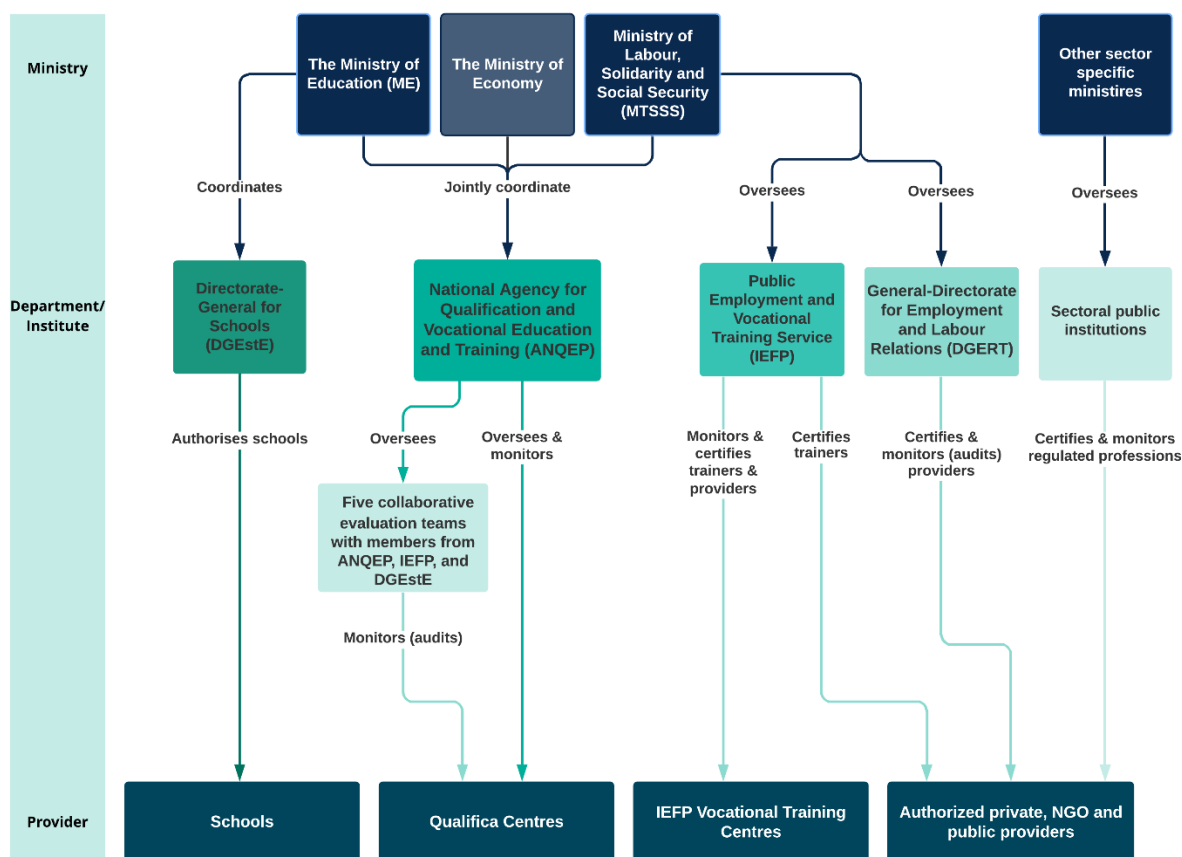 Ministry
The Ministry of
Education (ME)
The Ministry of
Economy
Ministry of
Labour,
Solidarity and
Social Security
(MTSSS)
Other sector
specific
ministires
Coordinates
Jointly coordinate
Oversees
Oversees
Oversees
Department/
Institute
Directorate-
General for
Schools
(DGEstE)
National Agency for
Qualification and
Vocational Education
and Training (ANQEP)
Public
Employment and
Vocational
Training Service
(IEFP)
General-Directorate
for Employment
and Labour
Relations (DGERT)
Sectoral public
institutions
Authorises schools
Oversees
Oversees &
monitors
Monitors &
certifies
trainers &
providers
Certifies
trainers
Certifies &
monitors (audits)
providers
Certifies & monitors
regulated professions
Five collaborative
evaluation teams
with members from
ANQEP, IEFP, and
DGEstE
Monitors (audits)
Provider
Schools
Qualifica Centres
IEFP Vocational Training
Centres
Authorized private, NGO and
public providers